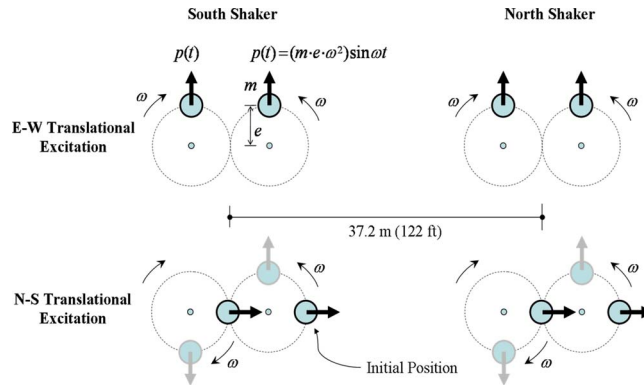 South Shaker
North Shaker
p(t)
p(t)=(m·e·ω²)sinωt
ω
m
ω
ω
ω
e
E-W Translational
Excitation
37.2 m (122 ft)
ω
ω
N-S Translational
Excitation
ω
ω
Initial Position